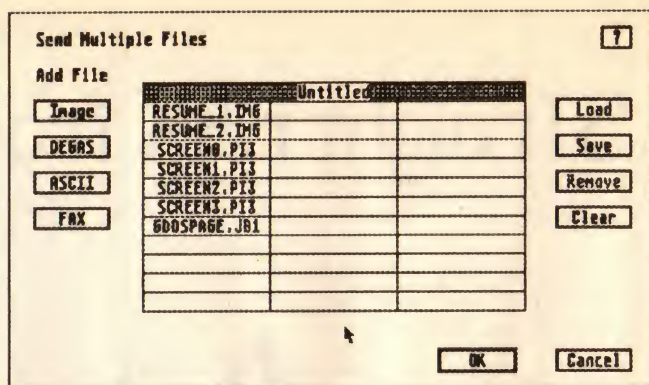 Send Multiple Files
?
Add File
Untitled
Image
DEGAS
ASCII
FAX
RESUME_1.IMG
RESUME_2.IMG
SCREEN0.PI3
SCREEN1.PI3
SCREEN2.PI3
SCREEN3.PI3
GDOSPAGE.JB1
Load
Save
Remove
Clear
OK
Cancel